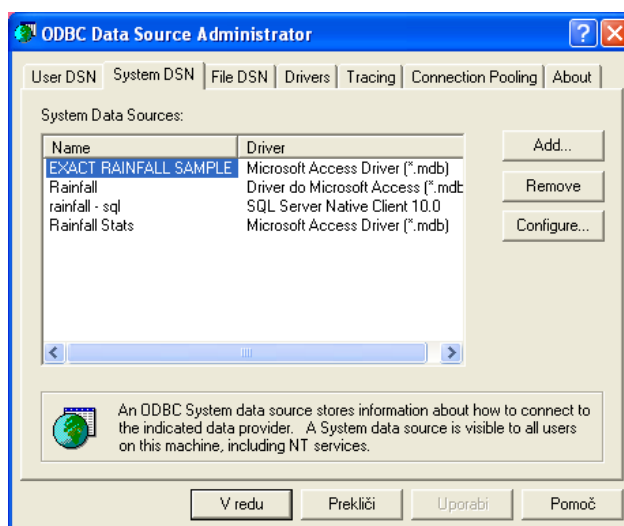 ODBC Data Source Administrator
User DSN System DSN File DSN Drivers Tracing Connection Pooling About
System Data Sources:
Name Driver
EXACT RAINFALL SAMPLE Microsoft Access Driver (*.mdb)
Rainfall Driver do Microsoft Access (*.mdb
rainfall - sql SQL Server Native Client 10.0
Rainfall Stats Microsoft Access Driver (*.mdb)
Add...
Remove
Configure...
An ODBC System data source stores information about how to connect to
the indicated data provider. A System data source is visible to all users
on this machine, including NT services.
V redu Prekliči Uporabi Pomoč